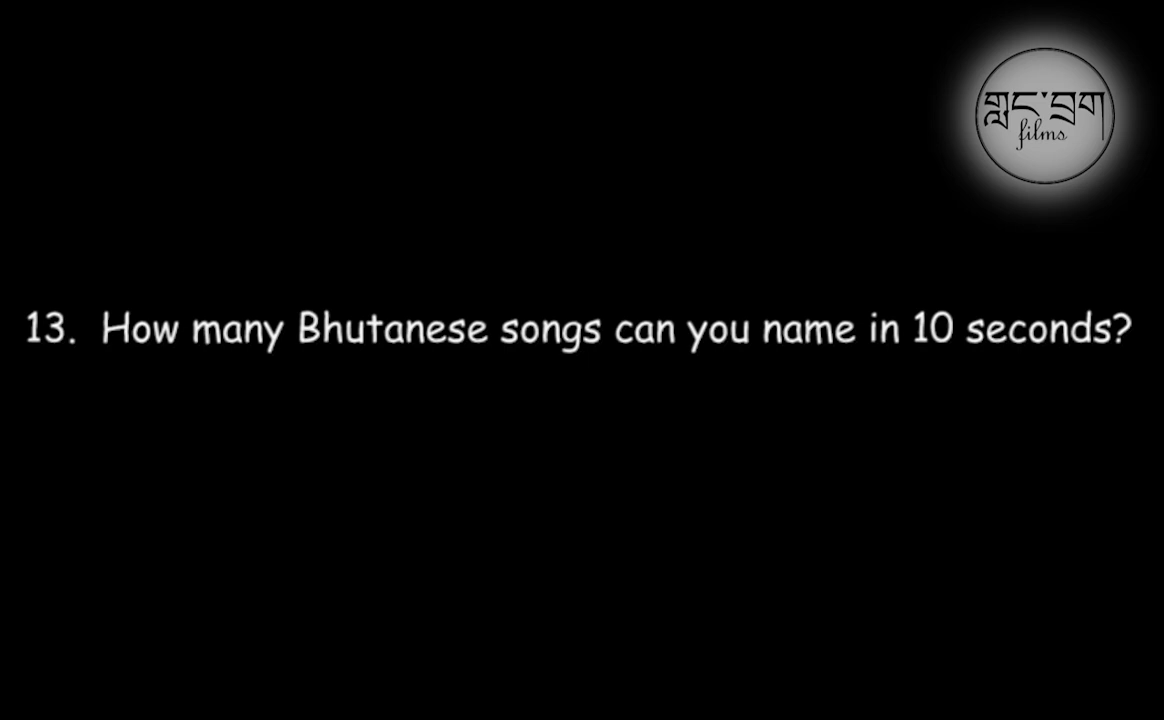 གླང་བྲག
films
13. How many Bhutanese songs can you name in 10 seconds?